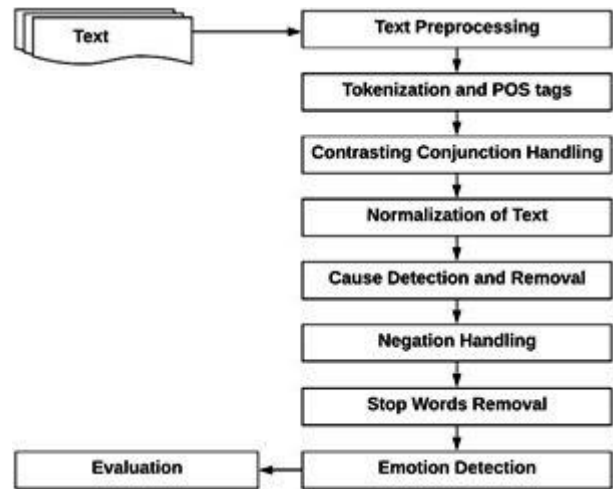 Text
Text Preprocessing
Tokenization and POS tags
Contrasting Conjunction Handling
Normalization of Text
Cause Detection and Removal
Negation Handling
Stop Words Removal
Evaluation
Emotion Detection